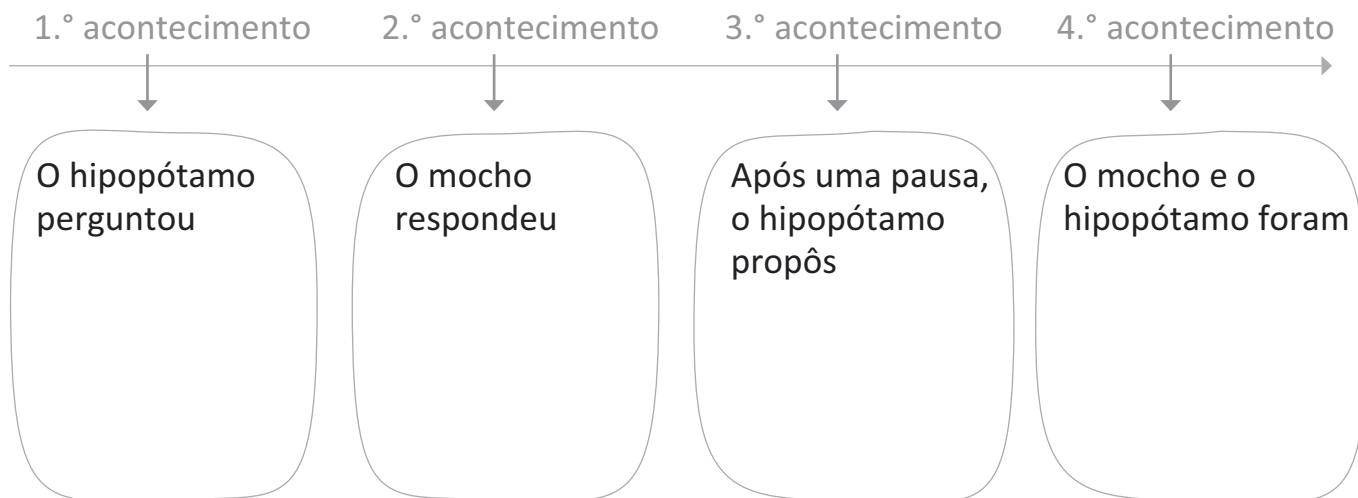 1.° acontecimento
2.° acontecimento
3.° acontecimento
4.° acontecimento
O hipopótamo
perguntou
O mocho
respondeu
Após uma pausa,
o hipopótamo
propôs
O mocho e o
hipopótamo foram